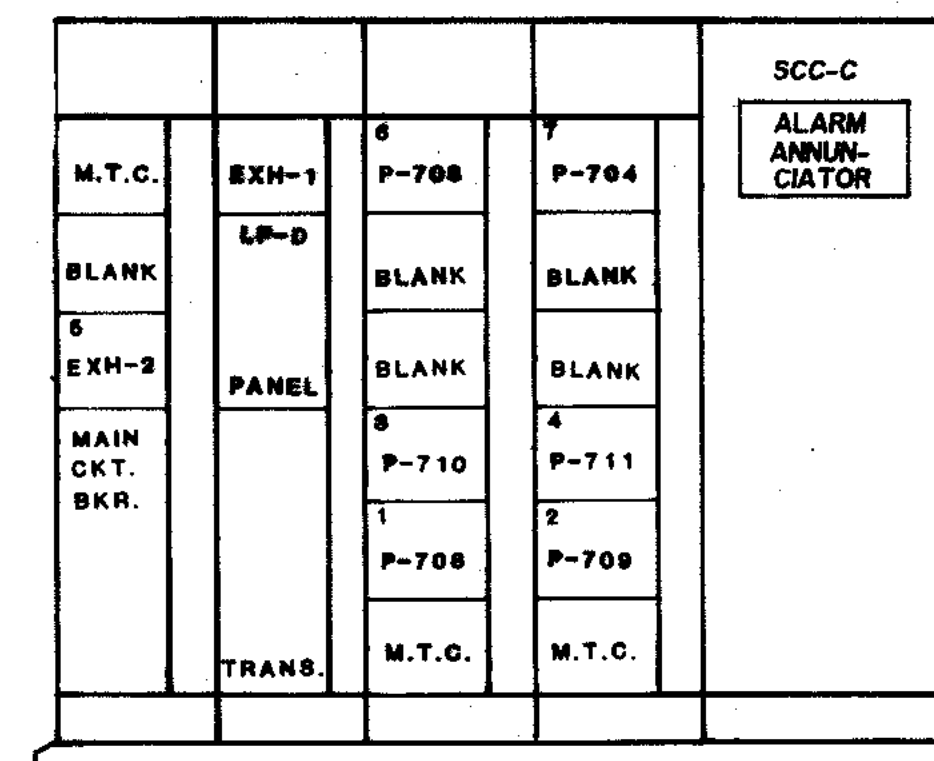 SCC-C
ALARM
ANNUN-
CIATOR
M.T.C.
BLANK
5
EXH-2
MAIN
CKT.
BKR.
EXH-1
LP-D
PANEL
TRANS.
6
P-708
BLANK
BLANK
3
P-710
1
M.T.C.
7
P-704
BLANK
BLANK
4
P-711
2
P-709
M.T.C.